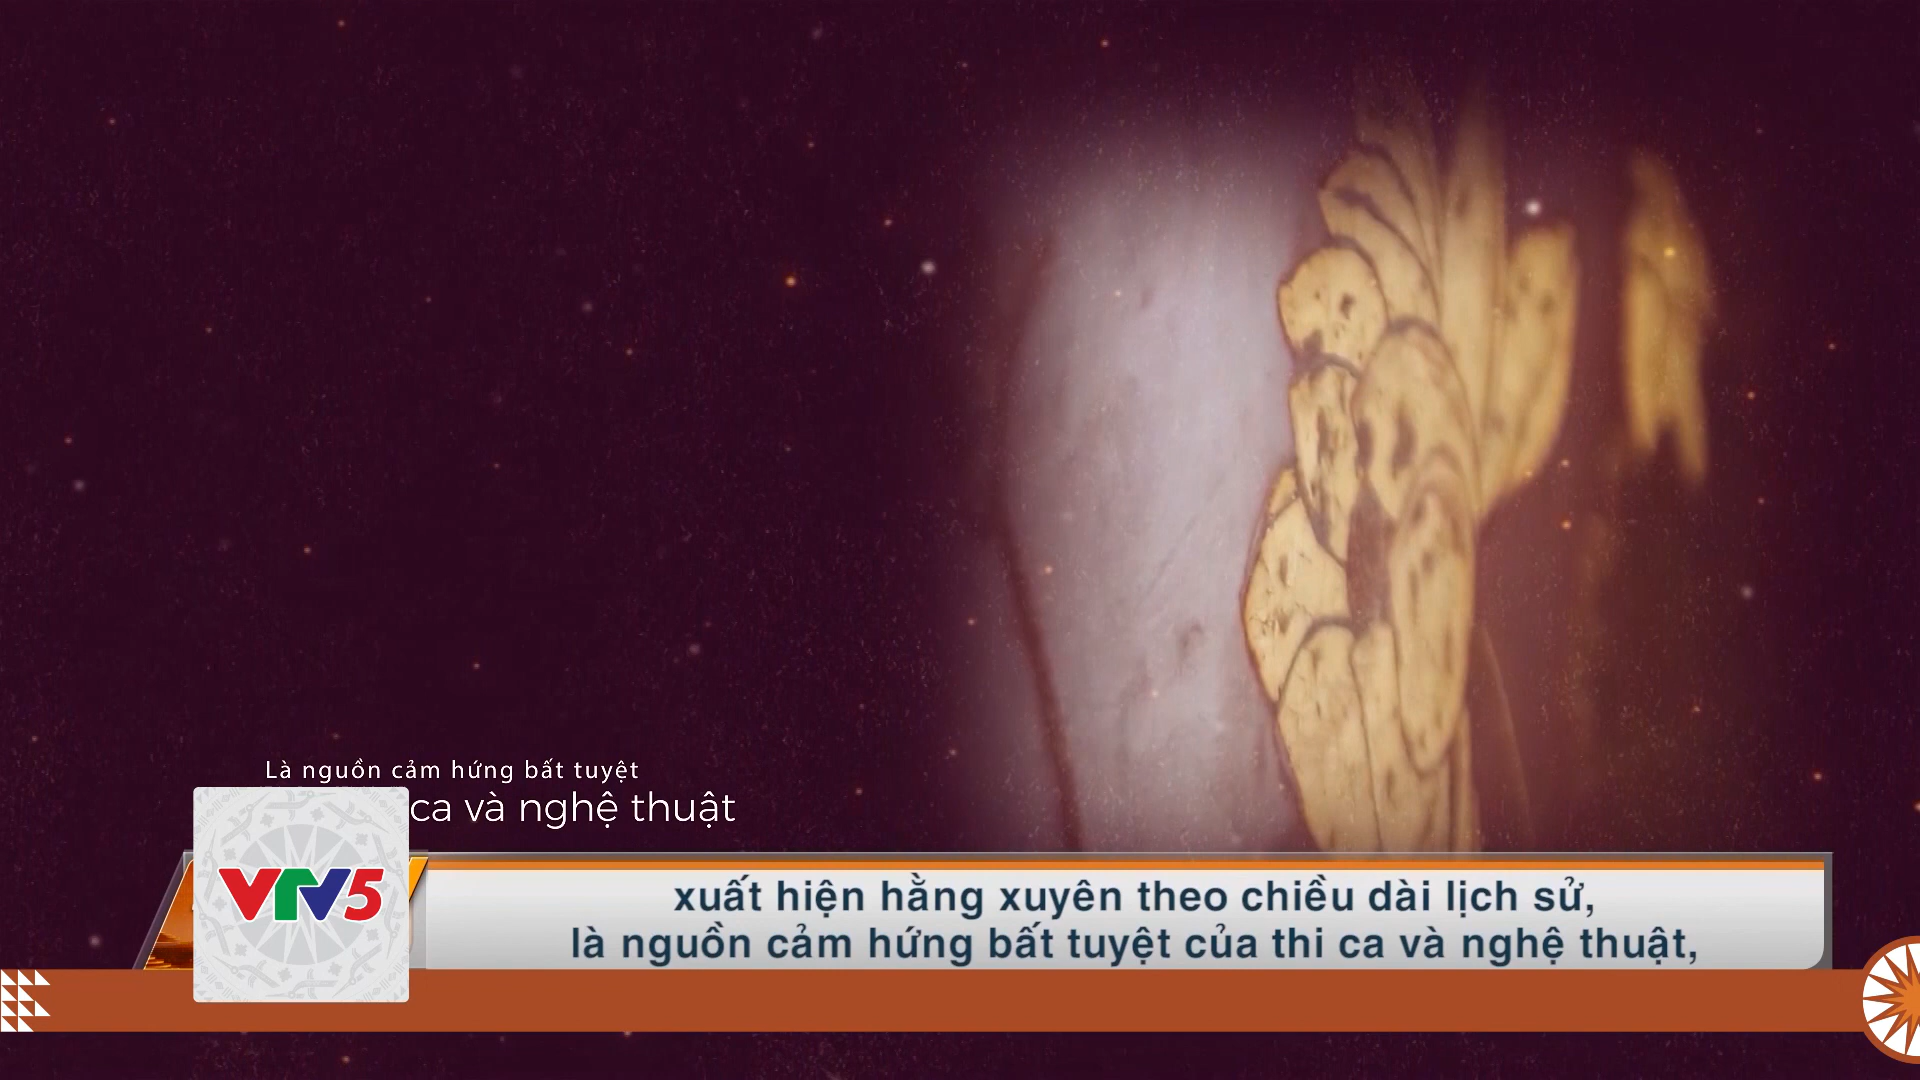 Là nguồn cảm hứng bất tuyệt
ca và nghệ thuật
VTV5
xuất hiện hằng xuyên theo chiều dài lịch sử,
là nguồn cảm hứng bất tuyệt của thi ca và nghệ thuật,